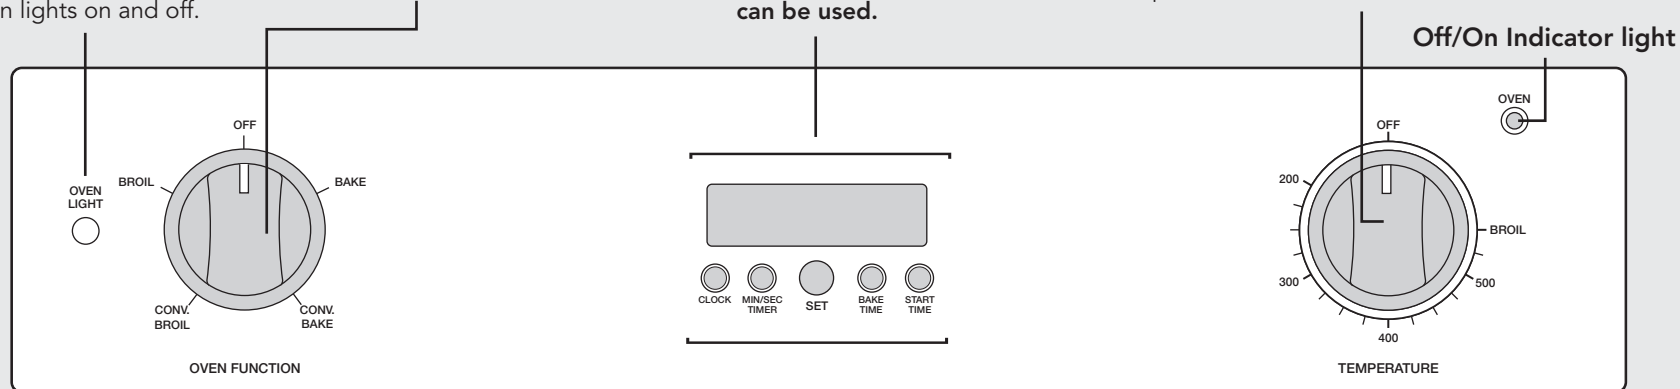 n lights on and off.
can be used.
Off/On Indicator light
OVEN
LIGHT
OFF
BROIL
BAKE
CONV.
BROIL
CONV.
BAKE
OVEN FUNCTION
CLOCK
MIN/SEC
TIMER
SET
BAKE
TIME
START
TIME
OVEN
OFF
200
BROIL
300
500
400
TEMPERATURE